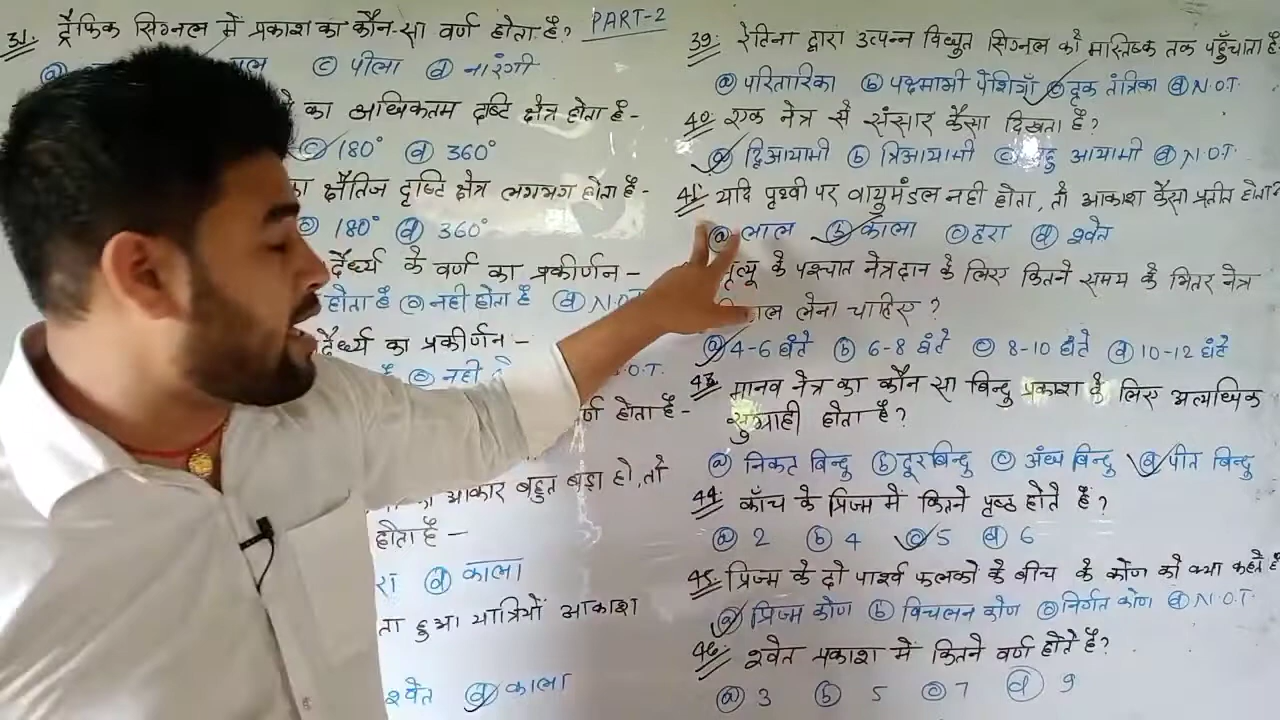 31. ट्रैफिक सिग्नल में प्रकाश का कौन-सा वर्ण होता है? PART-2
ⓒ पीला ⓓ नारंगी
का अधिकतम दृष्टि क्षेत्र होता है-
ⓒ 180° ⓓ 360°
का क्षैतिज दृष्टि क्षेत्र लगभग होता है-
180° ⓓ 360°
दैर्ध्य के वर्ण का प्रकीर्णन-
होता है ⓒ नही होता है ⓓ N.O.T.
दैर्ध्य का प्रकीर्णन-
ⓒ नही O.T.
होता है-
आकार बहुत बड़ा हो, तो
होता है-
ⓓ काला
हुआ यात्रियों आकाश
श्वेत ⓓ काला
39. रेटिना द्वारा उत्पन्न विधुत सिग्नल को मास्तिष्क तक पहुँचाता है-
ⓐ परितारिका ⓑ पक्ष्माभी पेशियाँ ⓒ दृक तंत्रिका ⓓ N.O.T.
40. एक नेत्र से संसार कैसा दिखता है?
ⓐ द्विआयामी ⓑ त्रिआयामी ⓒ बहु आयामी ⓓ N.O.T.
41. यदि पृथ्वी पर वायुमंडल नही होता, तो आकाश कैसा प्रतीत होता?
ⓐ लाल ⓑ काला ⓒ हरा ⓓ श्वेत
के पश्चात नेत्रदान के लिए कितने समय के भितर नेत्र
लेना चाहिए?
ⓐ 4-6 घंटे ⓑ 6-8 घंटे ⓒ 8-10 घंटे ⓓ 10-12 घंटे
43. मानव नेत्र का कौन सा बिन्दु प्रकाश के लिए अत्यधिक
सुग्राही होता है?
ⓐ निकट बिन्दु ⓑ दूर बिन्दु ⓒ अंध बिन्दु ⓓ पीत बिन्दु
44. काँच के प्रिज्म में कितने पृष्ठ होते हैं?
ⓐ 2 ⓑ 4 ⓒ 5 ⓓ 6
45. प्रिज्म के दो पार्श्व फलको के बीच के कोण को क्या कहते है
ⓐ प्रिज्म कोण ⓑ विचलन कोण ⓒ निर्गत कोण ⓓ N.O.T.
46. श्वेत प्रकाश में कितने वर्ण होते है?
ⓐ 3 ⓑ 5 ⓒ 7 ⓓ 9